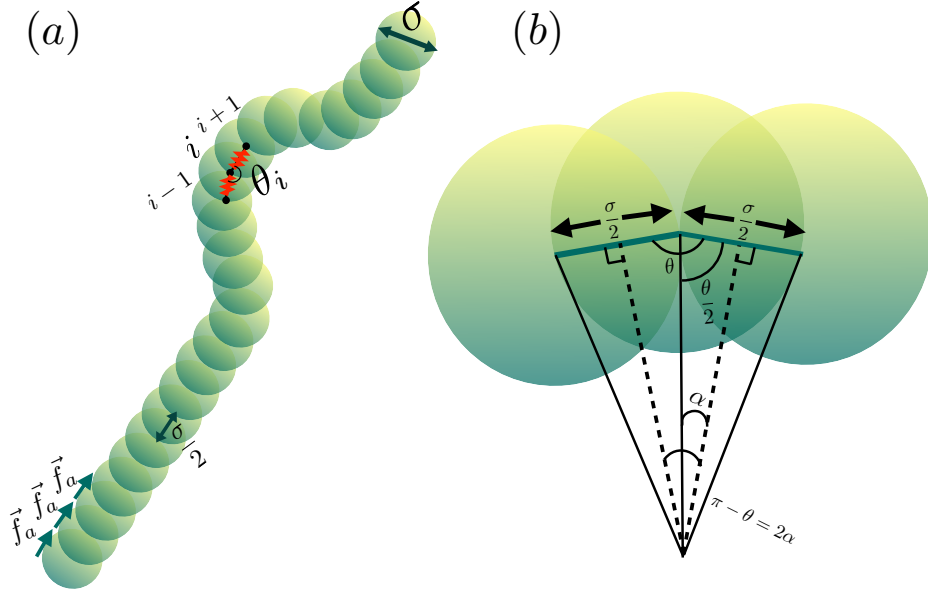 (a)
σ
i+1
i
i−1
θi
σ/2
f⃗a
f⃗a
f⃗a
(b)
σ/2
σ/2
θ
θ/2
α
π − θ = 2α